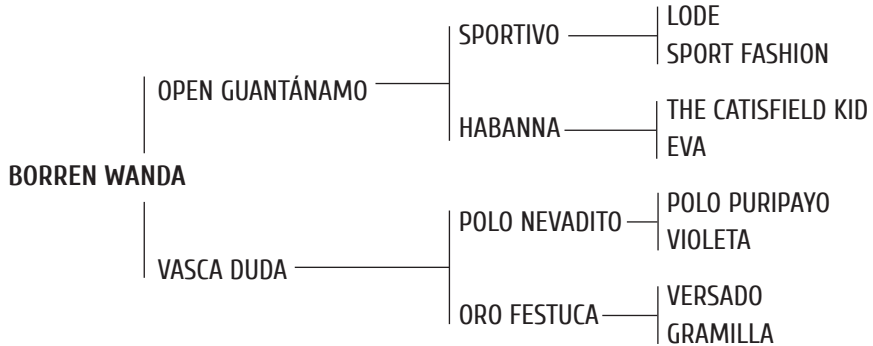 LODE
SPORTIVO
SPORT FASHION
OPEN GUANTÁNAMO
THE CATISFIELD KID
HABANNA
EVA
BORREN WANDA
POLO PURIPAYO
POLO NEVADITO
VIOLETA
VASCA DUDA
VERSADO
ORO FESTUCA
GRAMILLA